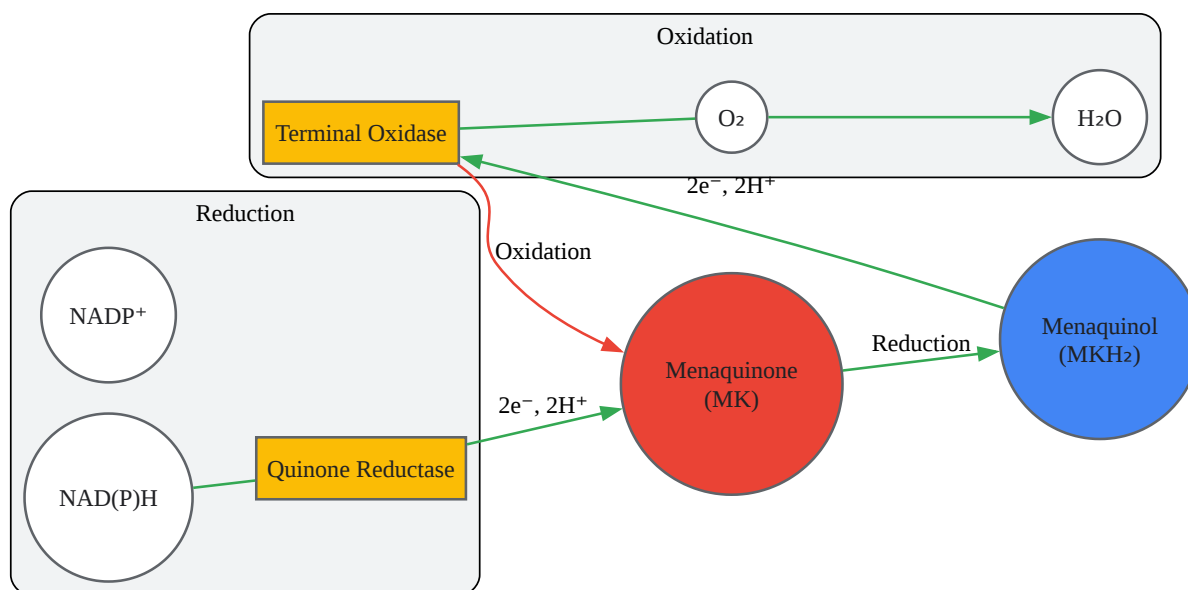 Oxidation
Terminal Oxidase
O₂
H₂O
2e⁻, 2H⁺
Reduction
Oxidation
NADP⁺
Menaquinone
(MK)
Reduction
Menaquinol
(MKH₂)
2e⁻, 2H⁺
Quinone Reductase
NAD(P)H